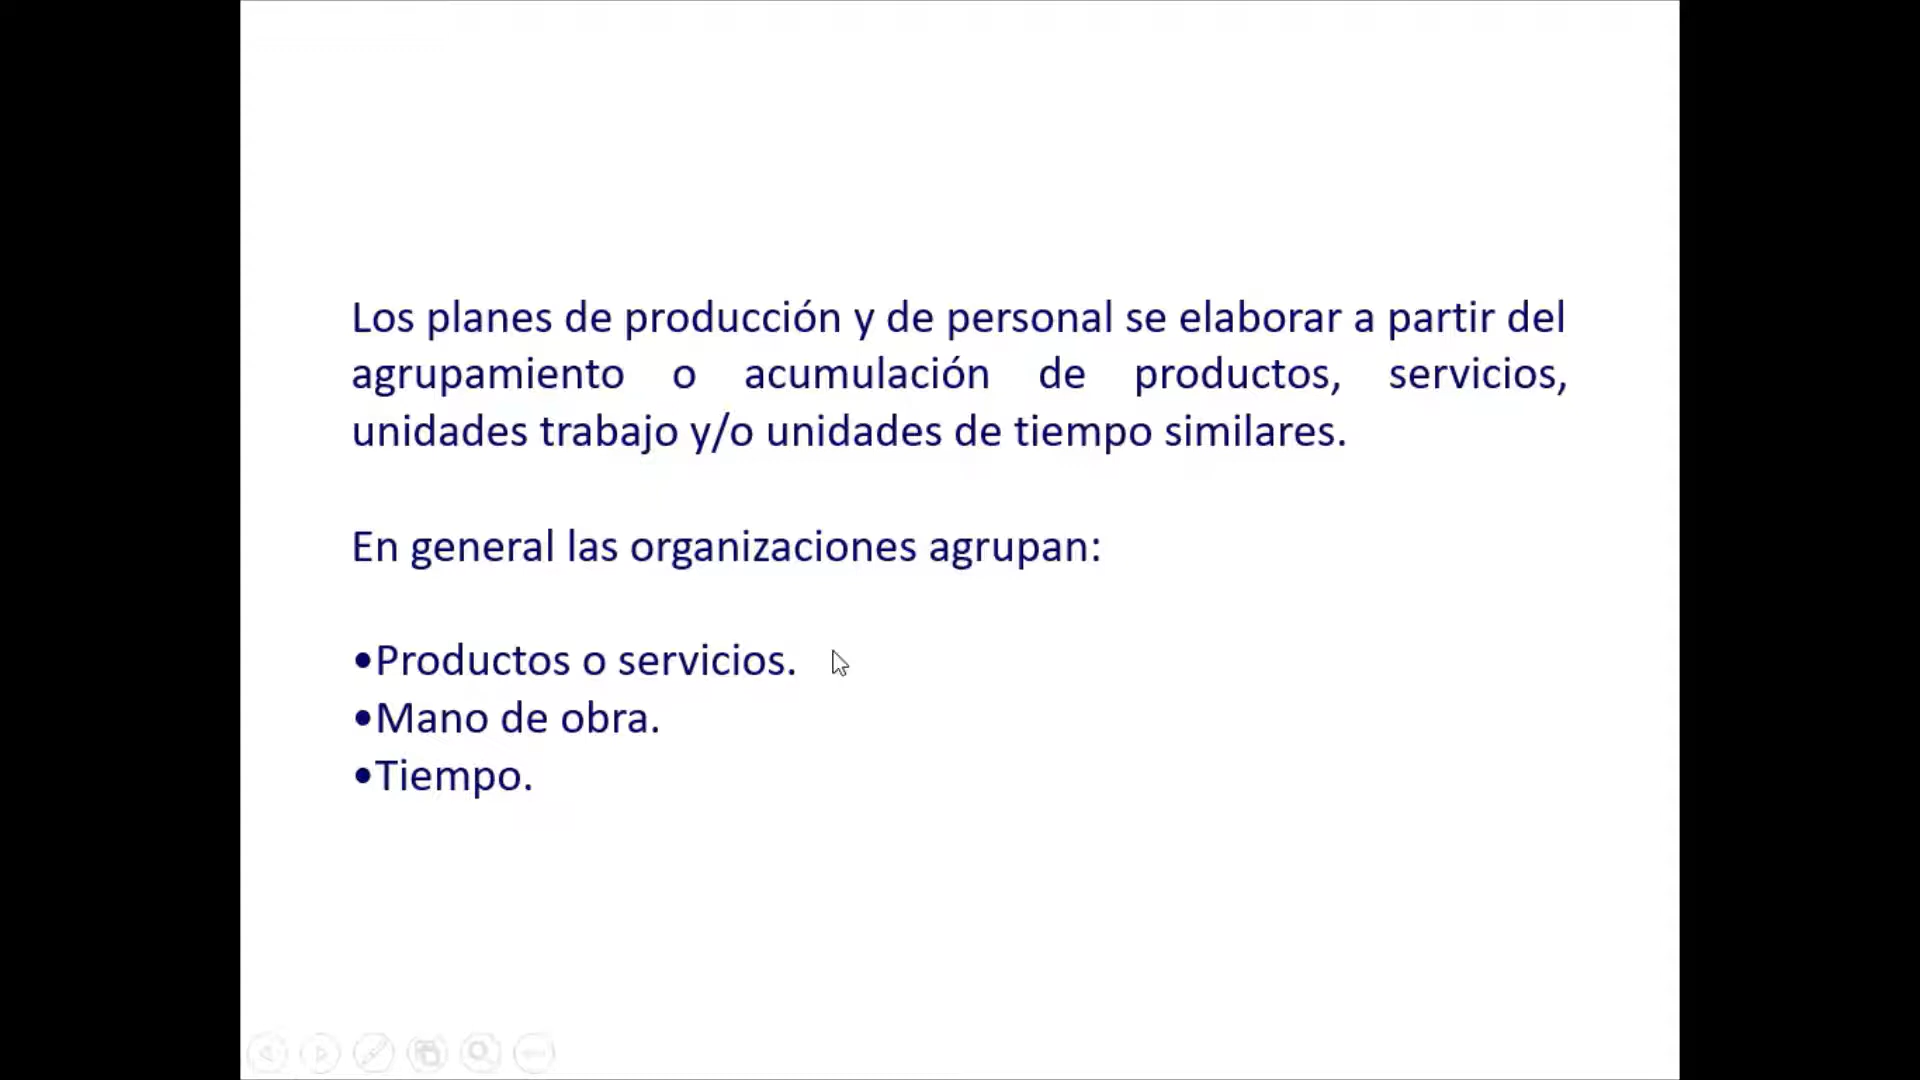 Los planes de producción y de personal se elaborar a partir del
agrupamiento o acumulación de productos, servicios,
unidades trabajo y/o unidades de tiempo similares.
En general las organizaciones agrupan:
•Productos o servicios.
•Mano de obra.
•Tiempo.